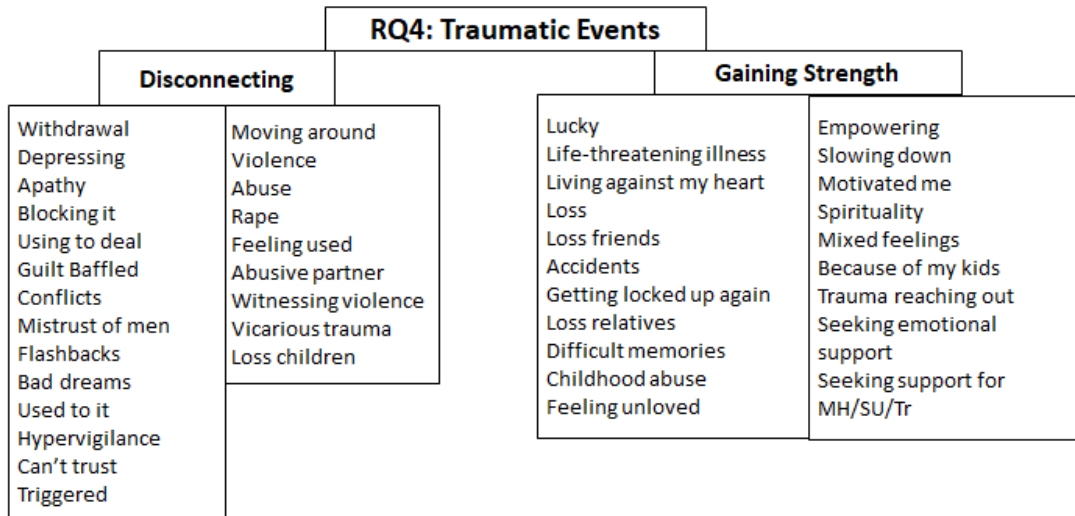 RQ4: Traumatic Events
Disconnecting
Withdrawal
Depressing
Apathy
Blocking it
Using to deal
Guilt Baffled
Conflicts
Mistrust of men
Flashbacks
Bad dreams
Used to it
Hypervigilance
Can’t trust
Triggered
Moving around
Violence
Abuse
Rape
Feeling used
Abusive partner
Witnessing violence
Vicarious trauma
Loss children
Gaining Strength
Lucky
Life-threatening illness
Living against my heart
Loss
Loss friends
Accidents
Getting locked up again
Loss relatives
Difficult memories
Childhood abuse
Feeling unloved
Empowering
Slowing down
Motivated me
Spirituality
Mixed feelings
Because of my kids
Trauma reaching out
Seeking emotional
support
Seeking support for
MH/SU/Tr